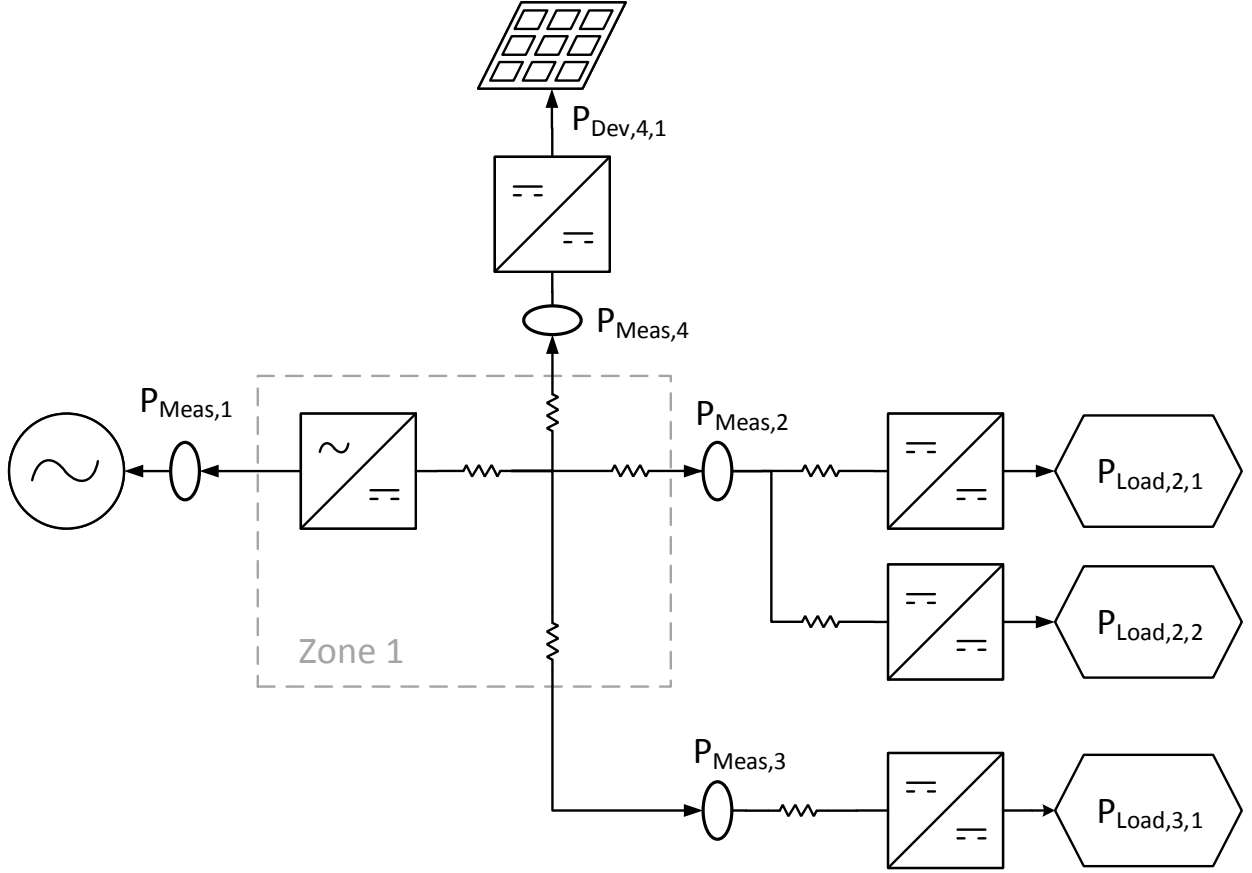 P_Dev,4,1
P_Meas,4
P_Meas,1
P_Meas,2
P_Load,2,1
P_Load,2,2
Zone 1
P_Meas,3
P_Load,3,1